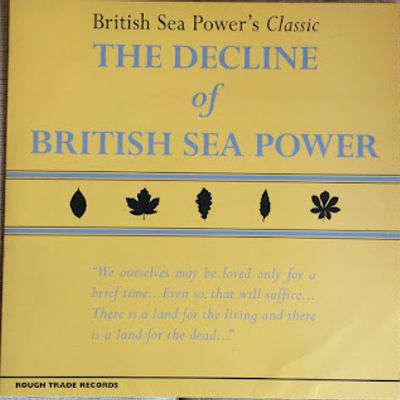 British Sea Power's Classic
THE DECLINE
of
BRITISH SEA POWER
"We ourselves may be loved only for a
brief time...Even so, that will suffice...
There is a land for the living and there
is a land for the dead..."
ROUGH TRADE RECORDS